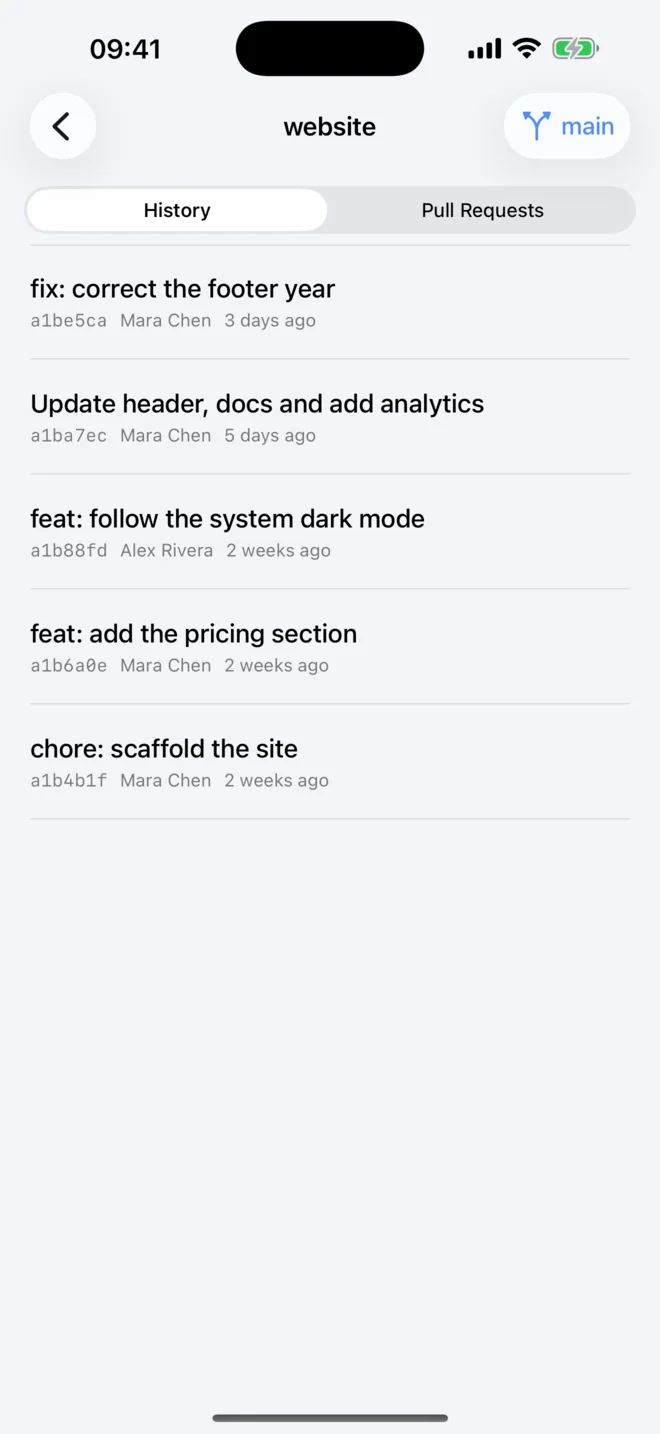 09:41
website
main
History
Pull Requests
fix: correct the footer year
a1be5ca Mara Chen 3 days ago
Update header, docs and add analytics
a1ba7ec Mara Chen 5 days ago
feat: follow the system dark mode
a1b88fd Alex Rivera 2 weeks ago
feat: add the pricing section
a1b6a0e Mara Chen 2 weeks ago
chore: scaffold the site
a1b4b1f Mara Chen 2 weeks ago